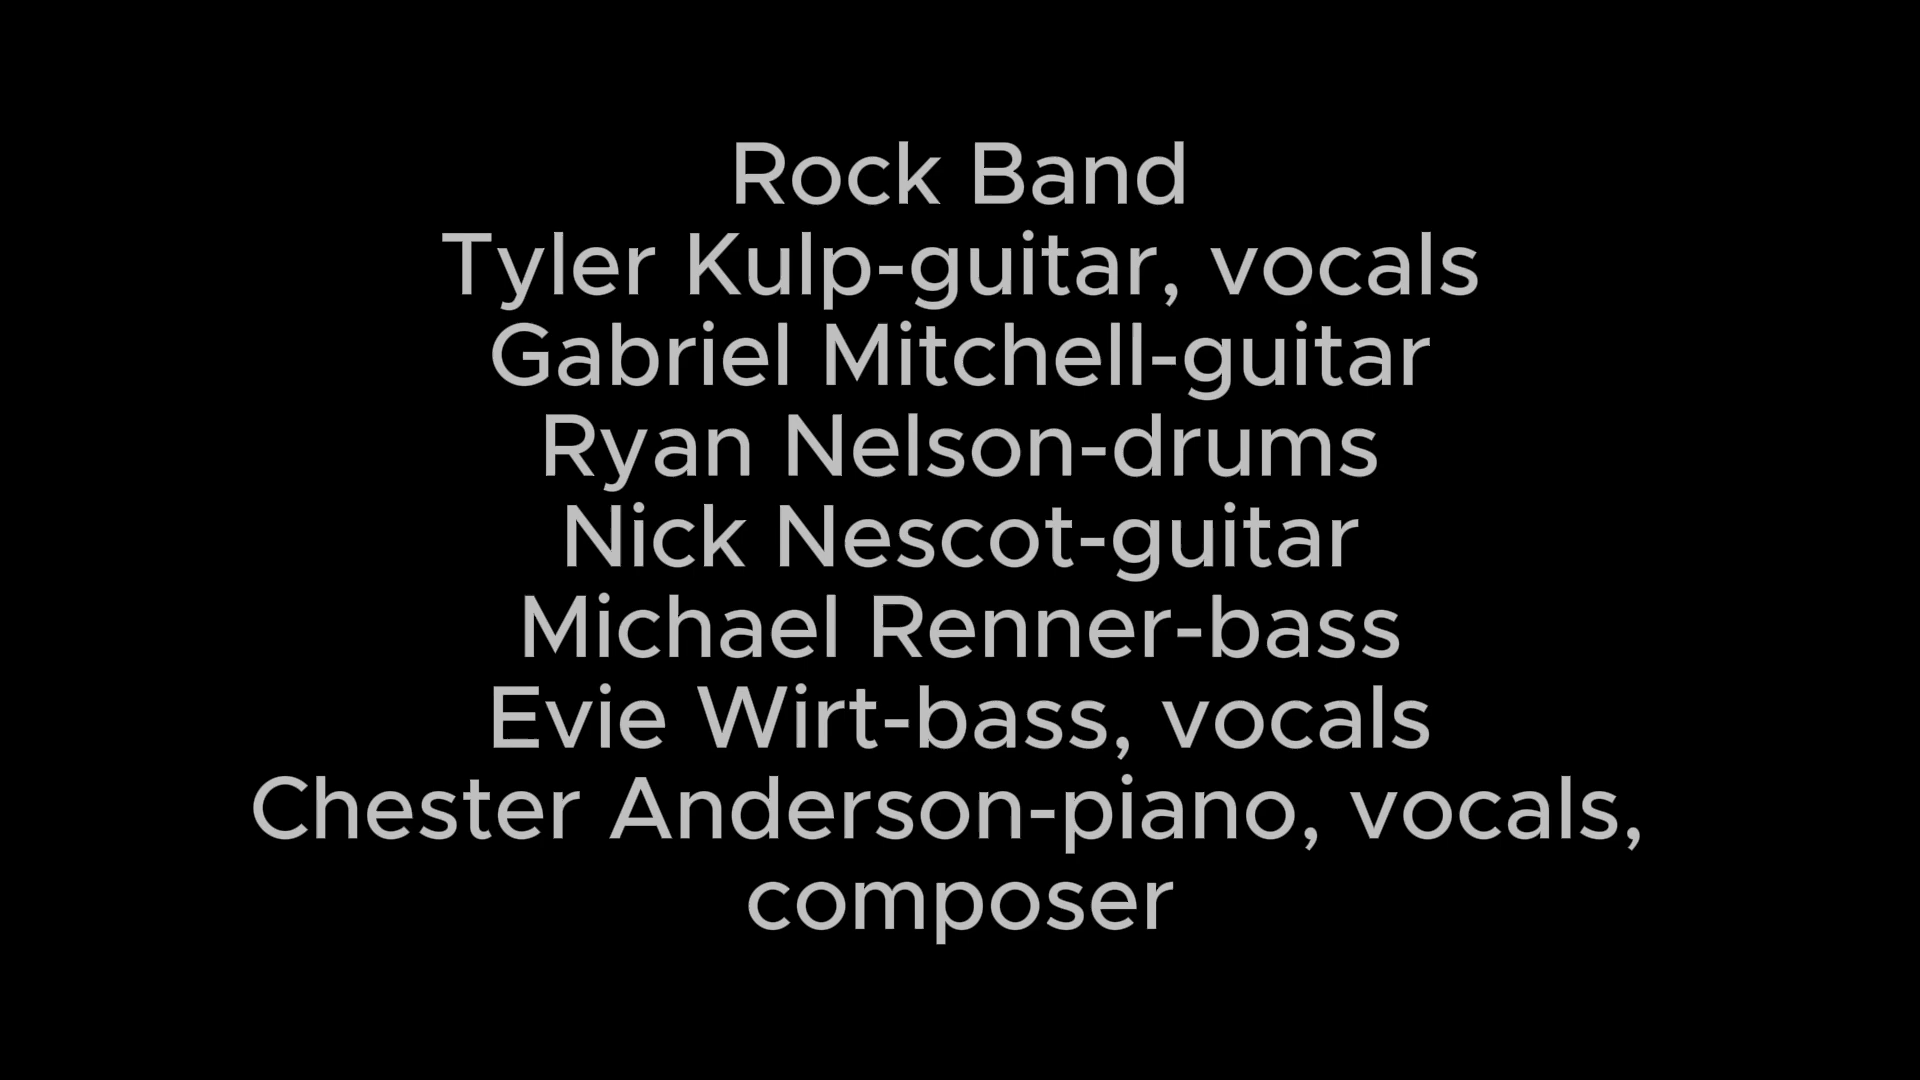 Rock Band
Tyler Kulp-guitar, vocals
Gabriel Mitchell-guitar
Ryan Nelson-drums
Nick Nescot-guitar
Michael Renner-bass
Evie Wirt-bass, vocals
Chester Anderson-piano, vocals,
composer